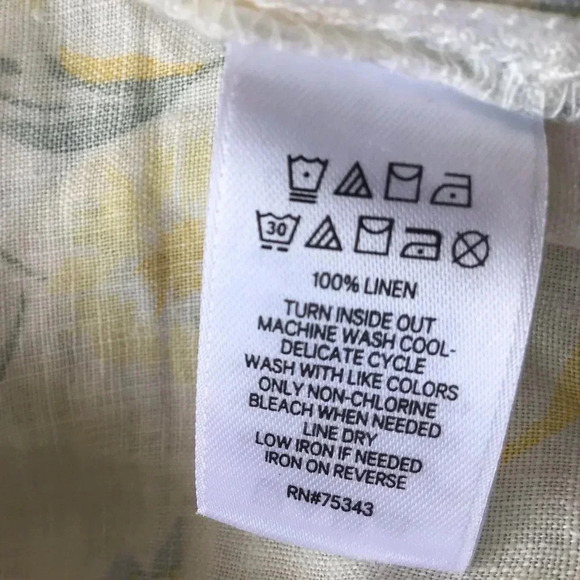 30
100% LINEN
TURN INSIDE OUT
MACHINE WASH COOL-
DELICATE CYCLE
WASH WITH LIKE COLORS
ONLY NON-CHLORINE
BLEACH WHEN NEEDED
LINE DRY
LOW IRON IF NEEDED
IRON ON REVERSE
RN#75343